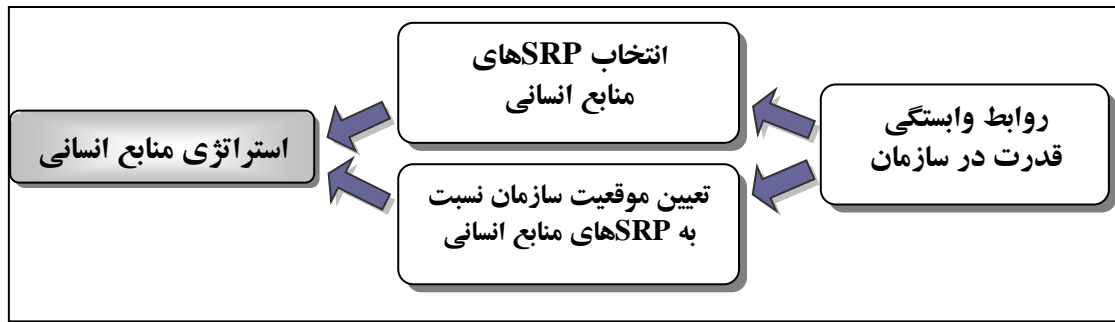 روابط وابستگی
قدرت در سازمان
انتخاب SRPهای
منابع انسانی
تعیین موقعیت سازمان نسبت
به SRPهای منابع انسانی
استراتژی منابع انسانی